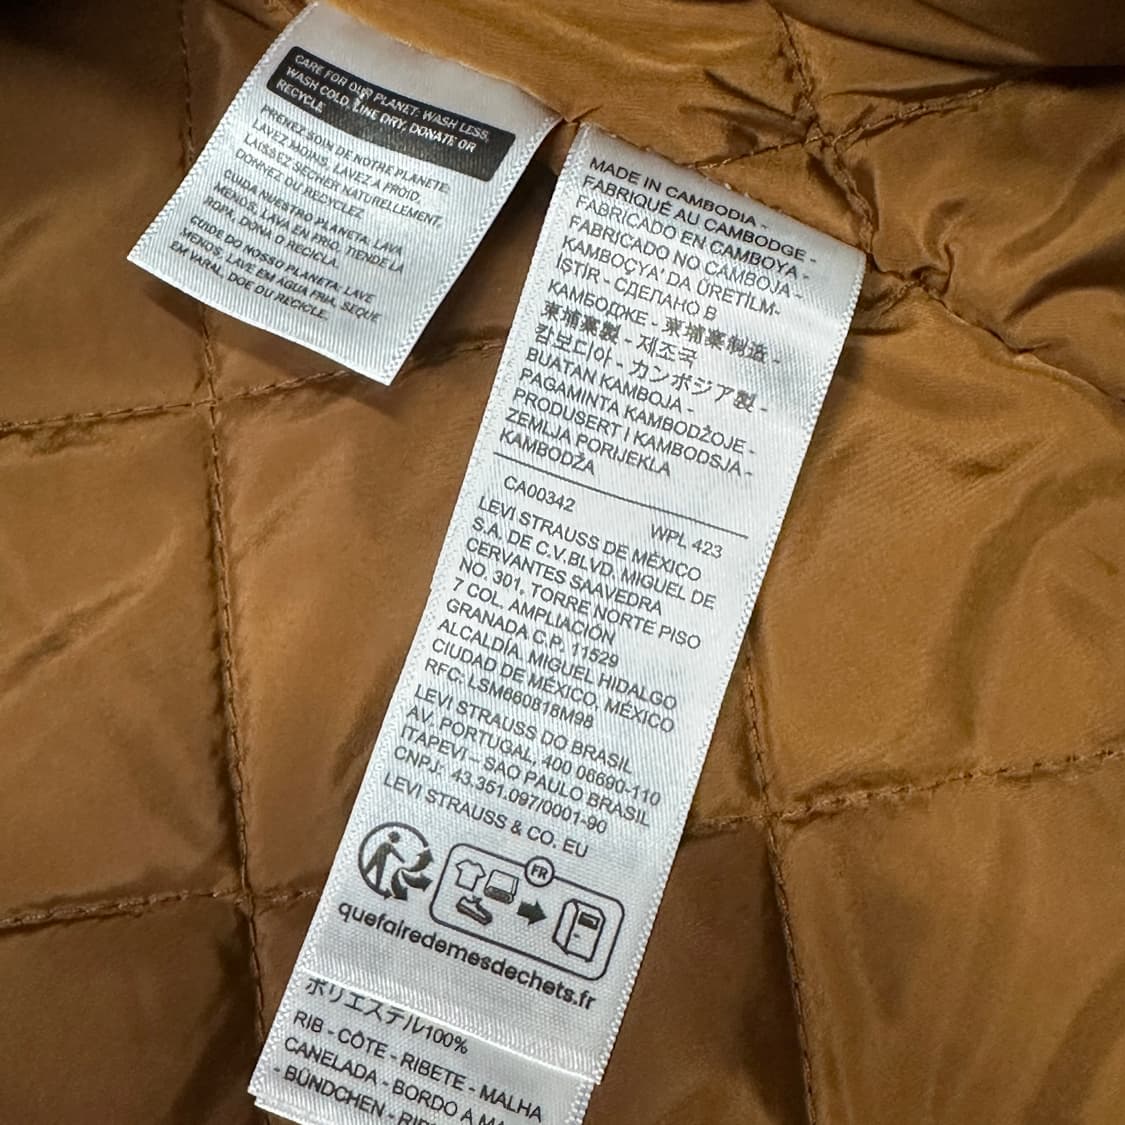 CARE FOR OUR PLANET: WASH LESS,
WASH COLD, LINE DRY, DONATE OR
RECYCLE
PRENEZ SOIN DE NOTRE PLANÈTE:
LAVEZ MOINS, LAVEZ À FROID,
LAISSEZ SÉCHER NATURELLEMENT,
DONNEZ OU RECYCLEZ.
CUIDA NUESTRO PLANETA: LAVA
MENOS, LAVA EN FRÍO, TIENDE LA
ROPA, DONA O RECICLA.
CUIDE DO NOSSO PLANETA: LAVE
MENOS, LAVE EM ÁGUA FRIA, SEQUE
EM VARAL, DOE OU RECICLE.
MADE IN CAMBODIA -
FABRIQUÉ AU CAMBODGE -
FABRICADO EN CAMBOYA -
FABRICADO NO CAMBOJA -
KAMBOÇYA' DA ÜRETİLM-
İŞTİR - СДЕЛАНО В
КАМБОДЖЕ - 柬埔寨制造 -
柬埔寨製 - 제조국
캄보디아 - カンボジア製 -
BUATAN KAMBOJA -
PAGAMINTA KAMBODŽOJE -
PRODUSERT I KAMBODSJA -
ZEMLJA PORIJEKLA
KAMBODŽA
CA00342 WPL 423
LEVI STRAUSS DE MÉXICO
S.A. DE C.V.BLVD. MIGUEL DE
CERVANTES SAAVEDRA
NO. 301, TORRE NORTE PISO
7 COL. AMPLIACIÓN
GRANADA C.P. 11529
ALCALDÍA. MIGUEL HIDALGO
CIUDAD DE MÉXICO, MÉXICO
RFC: LSM660818M98
LEVI STRAUSS DO BRASIL
AV. PORTUGAL, 400 06690-110
ITAPEVI – SAO PAULO BRASIL
CNPJ: 43.351.097/0001-90
LEVI STRAUSS & CO. EU
FR
quefairedemesdechets.fr
ポリエステル100%
RIB - CÔTE - RIBETE - MALHA
CANELADA - BORDO A
- BÜNDCHEN -